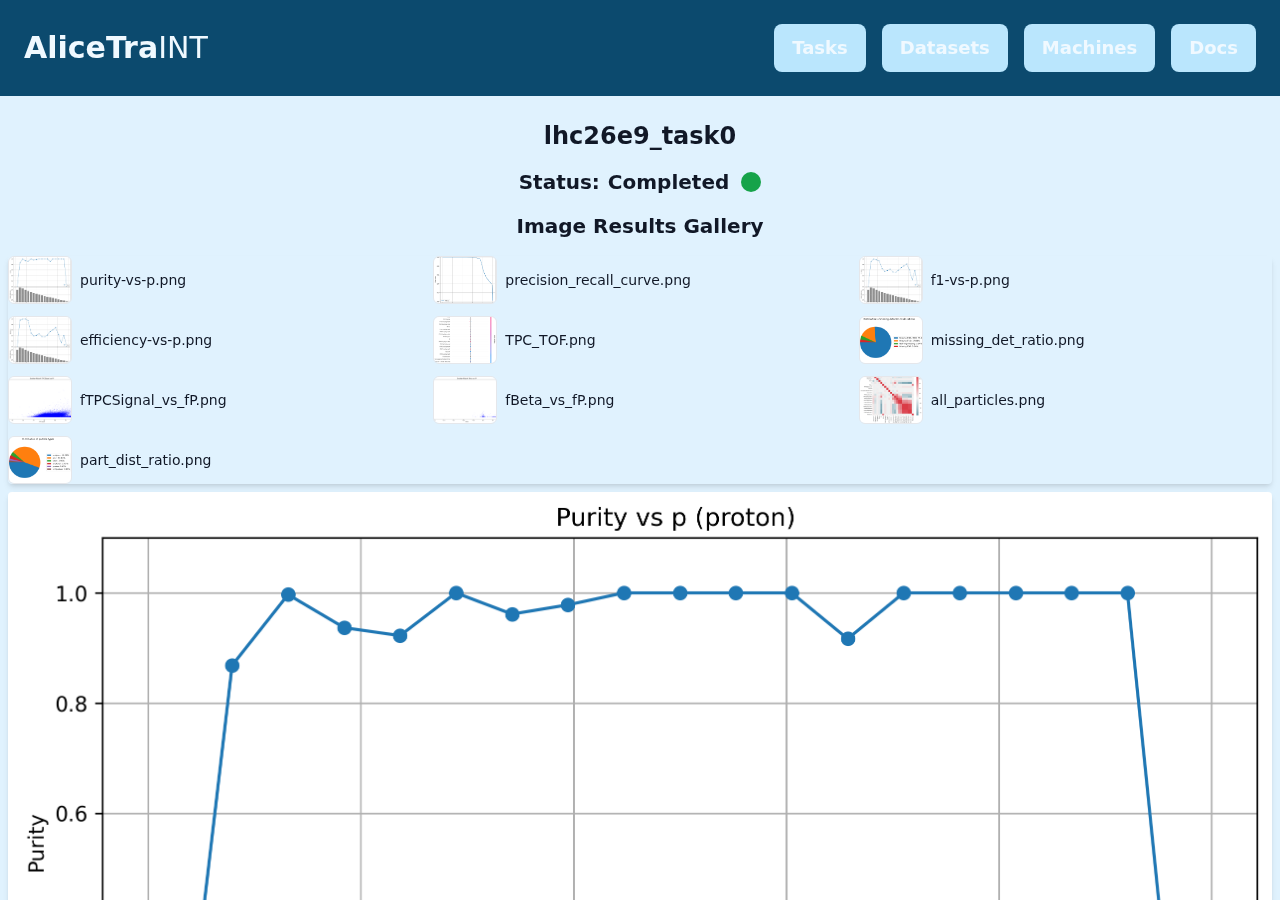 AliceTraINT
Tasks
Datasets
Machines
Docs
lhc26e9_task0
Status: Completed
Image Results Gallery
purity-vs-p.png
precision_recall_curve.png
f1-vs-p.png
efficiency-vs-p.png
TPC_TOF.png
missing_det_ratio.png
fTPCSignal_vs_fP.png
fBeta_vs_fP.png
all_particles.png
part_dist_ratio.png
Purity vs p (proton)
1.0
0.8
0.6
Purity